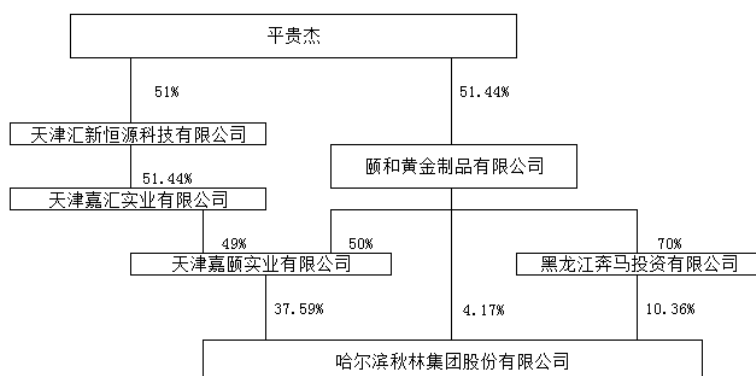 平贵杰
51%
51.44%
天津汇新恒源科技有限公司
颐和黄金制品有限公司
51.44%
天津嘉汇实业有限公司
49%
50%
70%
天津嘉颐实业有限公司
黑龙江奔马投资有限公司
37.59%
4.17%
10.36%
哈尔滨秋林集团股份有限公司